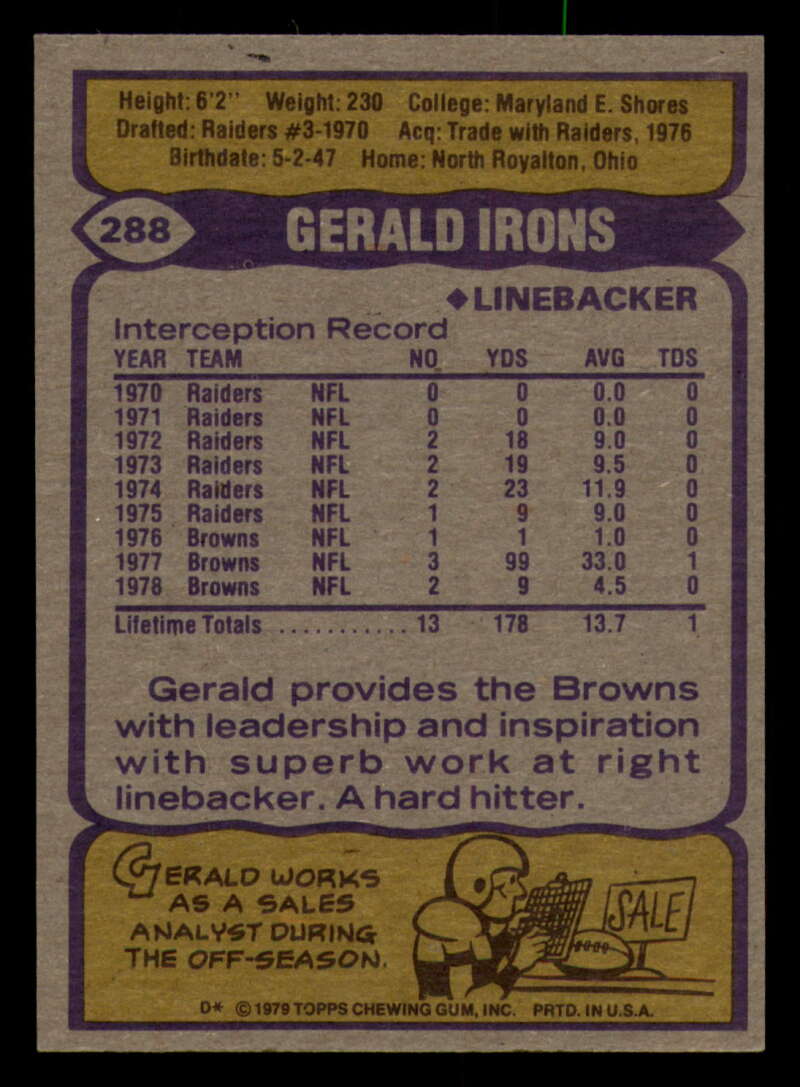 Height: 6'2" Weight: 230 College: Maryland E. Shores
Drafted: Raiders #3-1970 Acq: Trade with Raiders, 1976
Birthdate: 5-2-47 Home: North Royalton, Ohio
288 GERALD IRONS
◆LINEBACKER
Interception Record
YEAR TEAM NO YDS AVG TDS
1970 Raiders NFL 0 0 0.0 0
1971 Raiders NFL 0 0 0.0 0
1972 Raiders NFL 2 18 9.0 0
1973 Raiders NFL 2 19 9.5 0
1974 Raiders NFL 2 23 11.9 0
1975 Raiders NFL 1 9 9.0 0
1976 Browns NFL 1 1 1.0 0
1977 Browns NFL 3 99 33.0 1
1978 Browns NFL 2 9 4.5 0
Lifetime Totals ........... 13 178 13.7 1
Gerald provides the Browns
with leadership and inspiration
with superb work at right
linebacker. A hard hitter.
GERALD WORKS
AS A SALES
ANALYST DURING
THE OFF-SEASON.
SALE
D* © 1979 TOPPS CHEWING GUM, INC. PRTD. IN U.S.A.